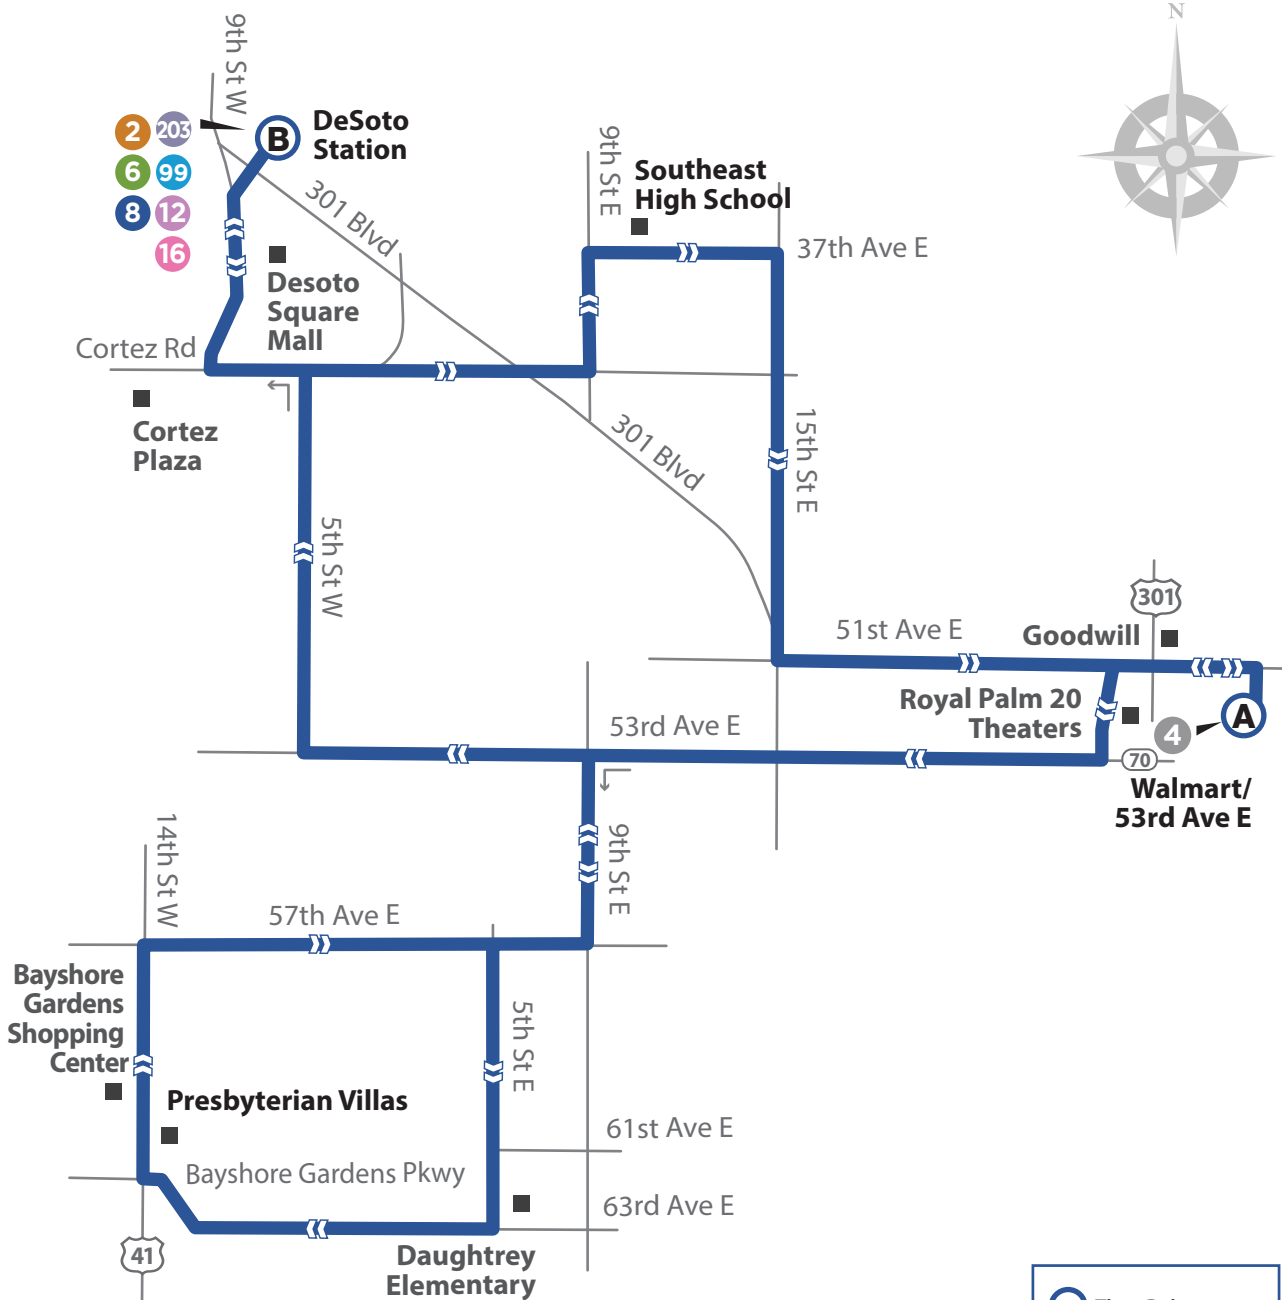 N
9th St W
2
203
6
99
8
12
16
B
DeSoto
Station
301 Blvd
9th St E
Southeast
High School
37th Ave E
Desoto
Square
Mall
Cortez Rd
Cortez
Plaza
301 Blvd
15th St E
5th St W
301
51st Ave E
Goodwill
Royal Palm 20
Theaters
4
A
53rd Ave E
70
Walmart/
53rd Ave E
14th St W
9th St E
57th Ave E
Bayshore
Gardens
Shopping
Center
5th St E
Presbyterian Villas
61st Ave E
Bayshore Gardens Pkwy
63rd Ave E
41
Daughtrey
Elementary